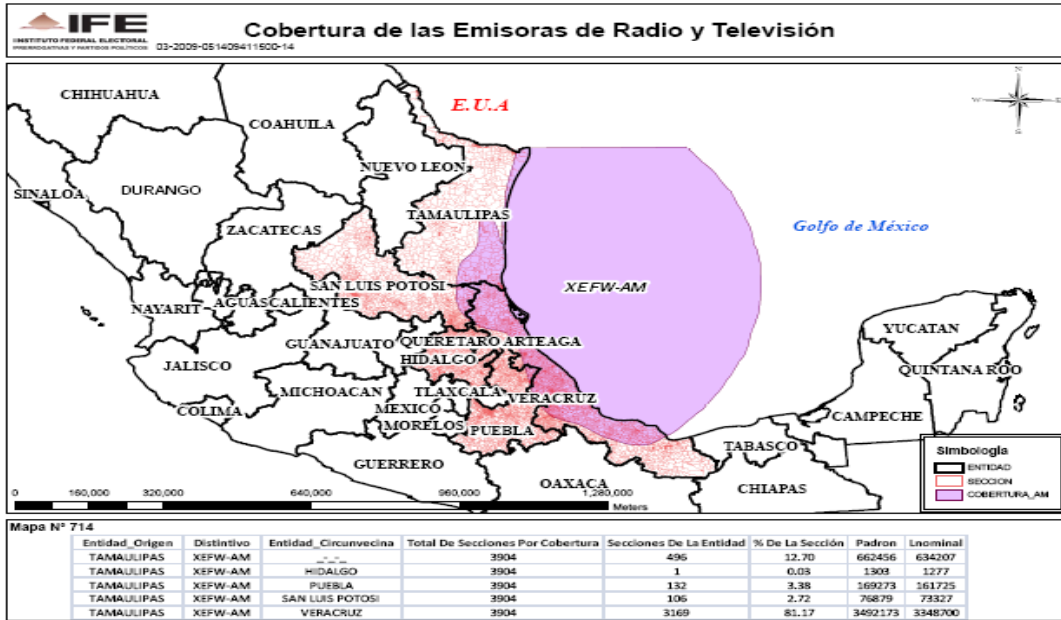 IFE
INSTITUTO FEDERAL ELECTORAL
PRERROGATIVAS Y PARTIDOS POLÍTICOS
03-2009-051409411500-14
Cobertura de las Emisoras de Radio y Televisión
N
W
E
S
CHIHUAHUA
E.U.A
COAHUILA
NUEVO LEON
DURANGO
SINALOA
TAMAULIPAS
ZACATECAS
Golfo de México
SAN LUIS POTOSI
XEFW-AM
NAYARIT
AGUASCALIENTES
YUCATAN
GUANAJUATO
QUERETARO ARTEAGA
HIDALGO
JALISCO
QUINTANA ROO
MICHOACAN
TLAXCALA
VERACRUZ
COLIMA
MEXICO
CAMPECHE
MORELOS
PUEBLA
TABASCO
GUERRERO
OAXACA
CHIAPAS
Simbología
ENTIDAD
SECCION
COBERTURA_AM
0 160,000 320,000 640,000 960,000 1,280,000
Meters
Mapa N° 714
Entidad_Origen Distintivo Entidad_Circunvecina Total De Secciones Por Cobertura Secciones De La Entidad % De La Sección Padron Lnominal
TAMAULIPAS XEFW-AM _-_-_ 3904 496 12.70 662456 634207
TAMAULIPAS XEFW-AM HIDALGO 3904 1 0.03 1303 1277
TAMAULIPAS XEFW-AM PUEBLA 3904 132 3.38 169273 161725
TAMAULIPAS XEFW-AM SAN LUIS POTOSI 3904 106 2.72 76879 73327
TAMAULIPAS XEFW-AM VERACRUZ 3904 3169 81.17 3492173 3348700